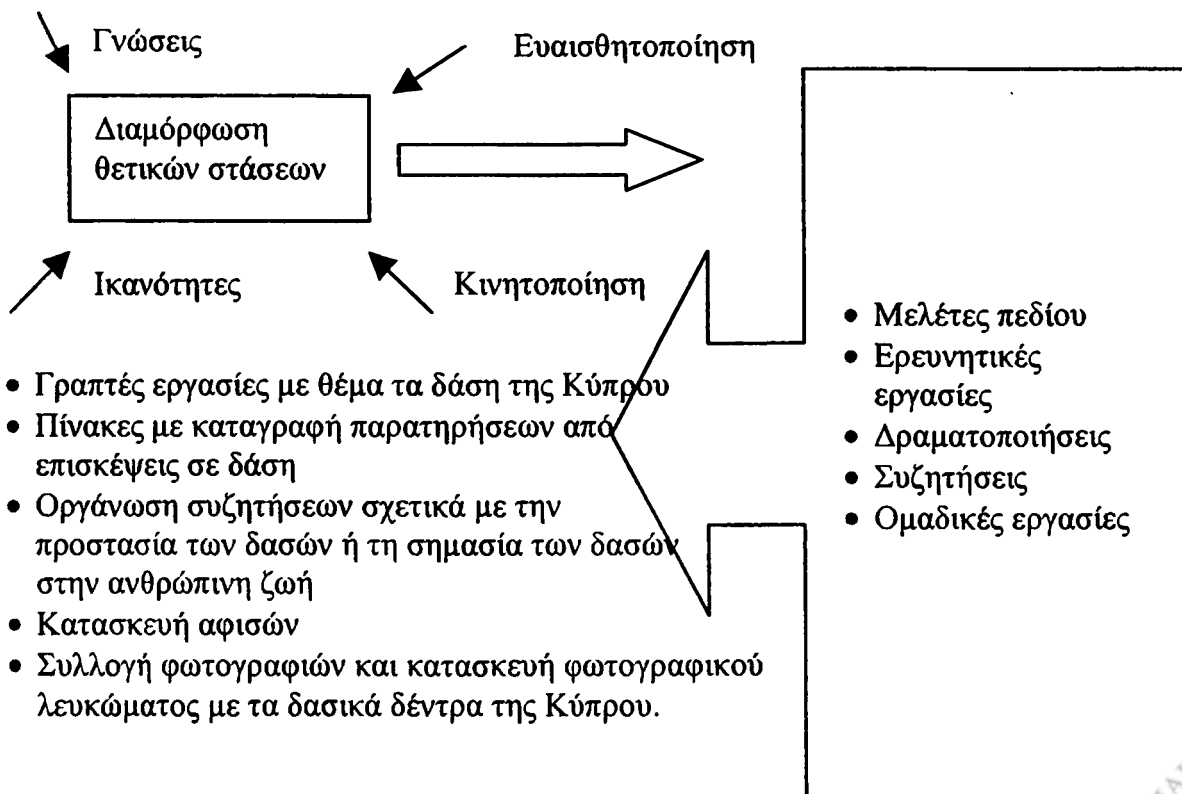 Γνώσεις
Ευαισθητοποίηση
Διαμόρφωση
θετικών στάσεων
Ικανότητες
Κινητοποίηση
• Γραπτές εργασίες με θέμα τα δάση της Κύπρου
• Πίνακες με καταγραφή παρατηρήσεων από
επισκέψεις σε δάση
• Οργάνωση συζητήσεων σχετικά με την
προστασία των δασών ή τη σημασία των δασών
στην ανθρώπινη ζωή
• Κατασκευή αφισών
• Συλλογή φωτογραφιών και κατασκευή φωτογραφικού
λευκώματος με τα δασικά δέντρα της Κύπρου.
• Μελέτες πεδίου
• Ερευνητικές
εργασίες
• Δραματοποιήσεις
• Συζητήσεις
• Ομαδικές εργασίες